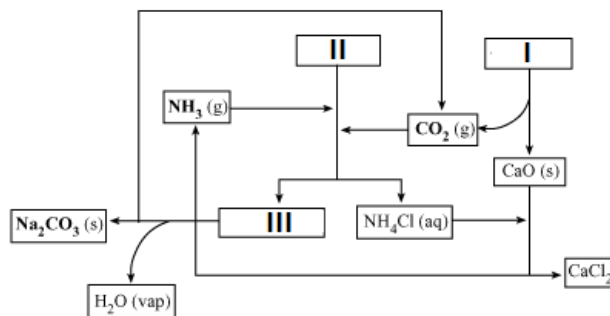 II
I
NH₃ (g)
CO₂ (g)
CaO (s)
Na₂CO₃ (s)
III
NH₄Cl (aq)
H₂O (vap)
CaCl₂